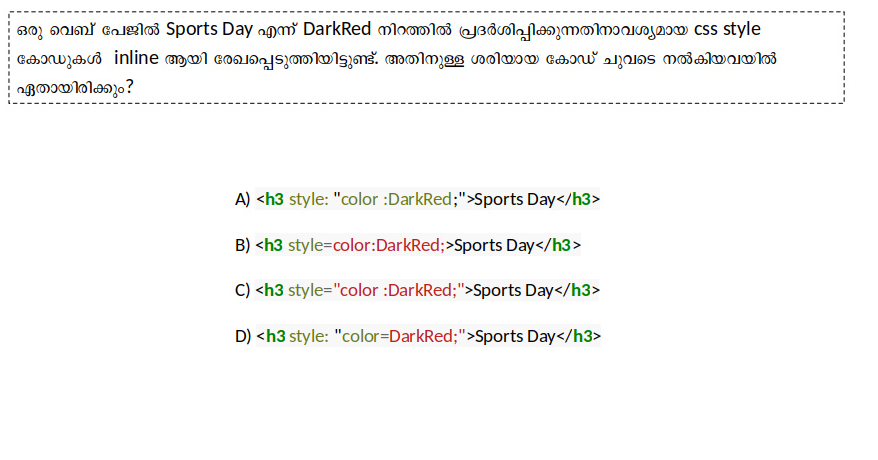 ഒരു വെബ് പേജിൽ Sports Day എന്ന് DarkRed നിറത്തിൽ പ്രദർശിപ്പിക്കുന്നതിനാവശ്യമായ css style
കോഡുകൾ inline ആയി രേഖപ്പെടുത്തിയിട്ടുണ്ട്. അതിനുള്ള ശരിയായ കോഡ് ചുവടെ നൽകിയവയിൽ
ഏതായിരിക്കും?
A) <h3 style: "color :DarkRed;">Sports Day</h3>
B) <h3 style=color:DarkRed;>Sports Day</h3>
C) <h3 style="color :DarkRed;">Sports Day</h3>
D) <h3 style: "color=DarkRed;">Sports Day</h3>